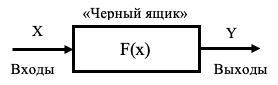 «Черный ящик»
X
F(x)
Y
Входы
Выходы